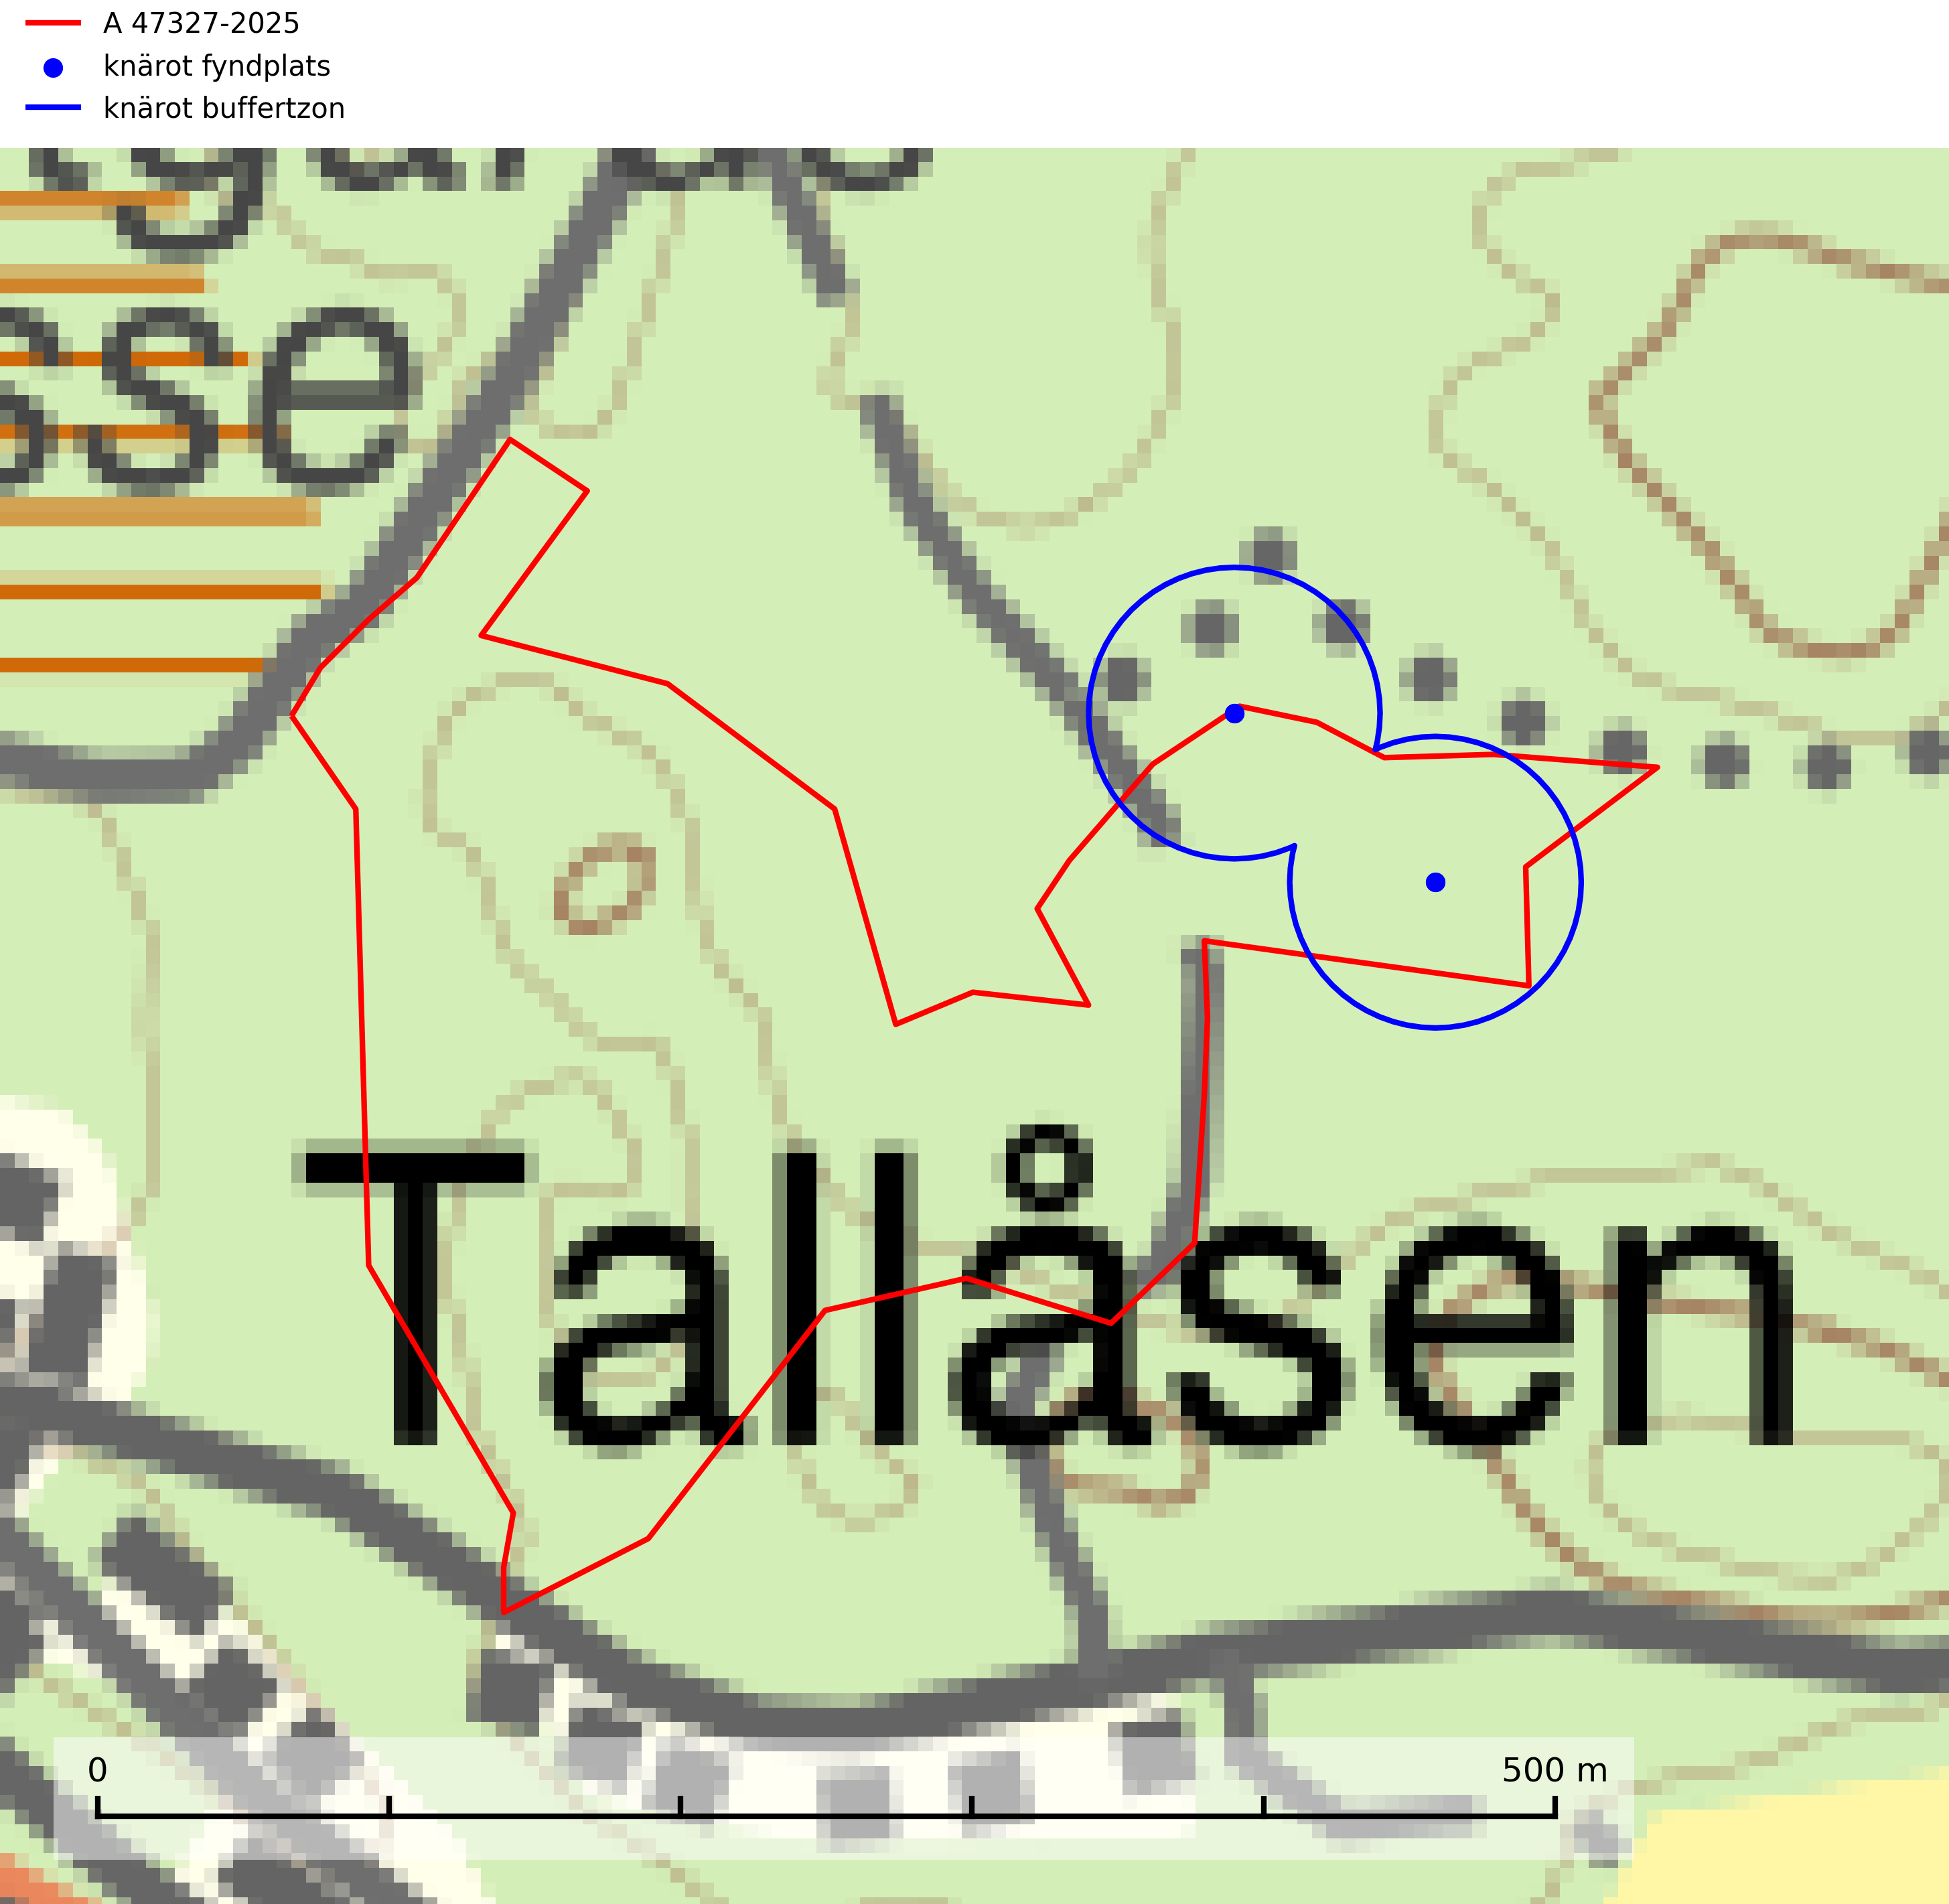 A 47327-2025
knärot fyndplats
knärot buffertzon
Tallåsen
0 500 m